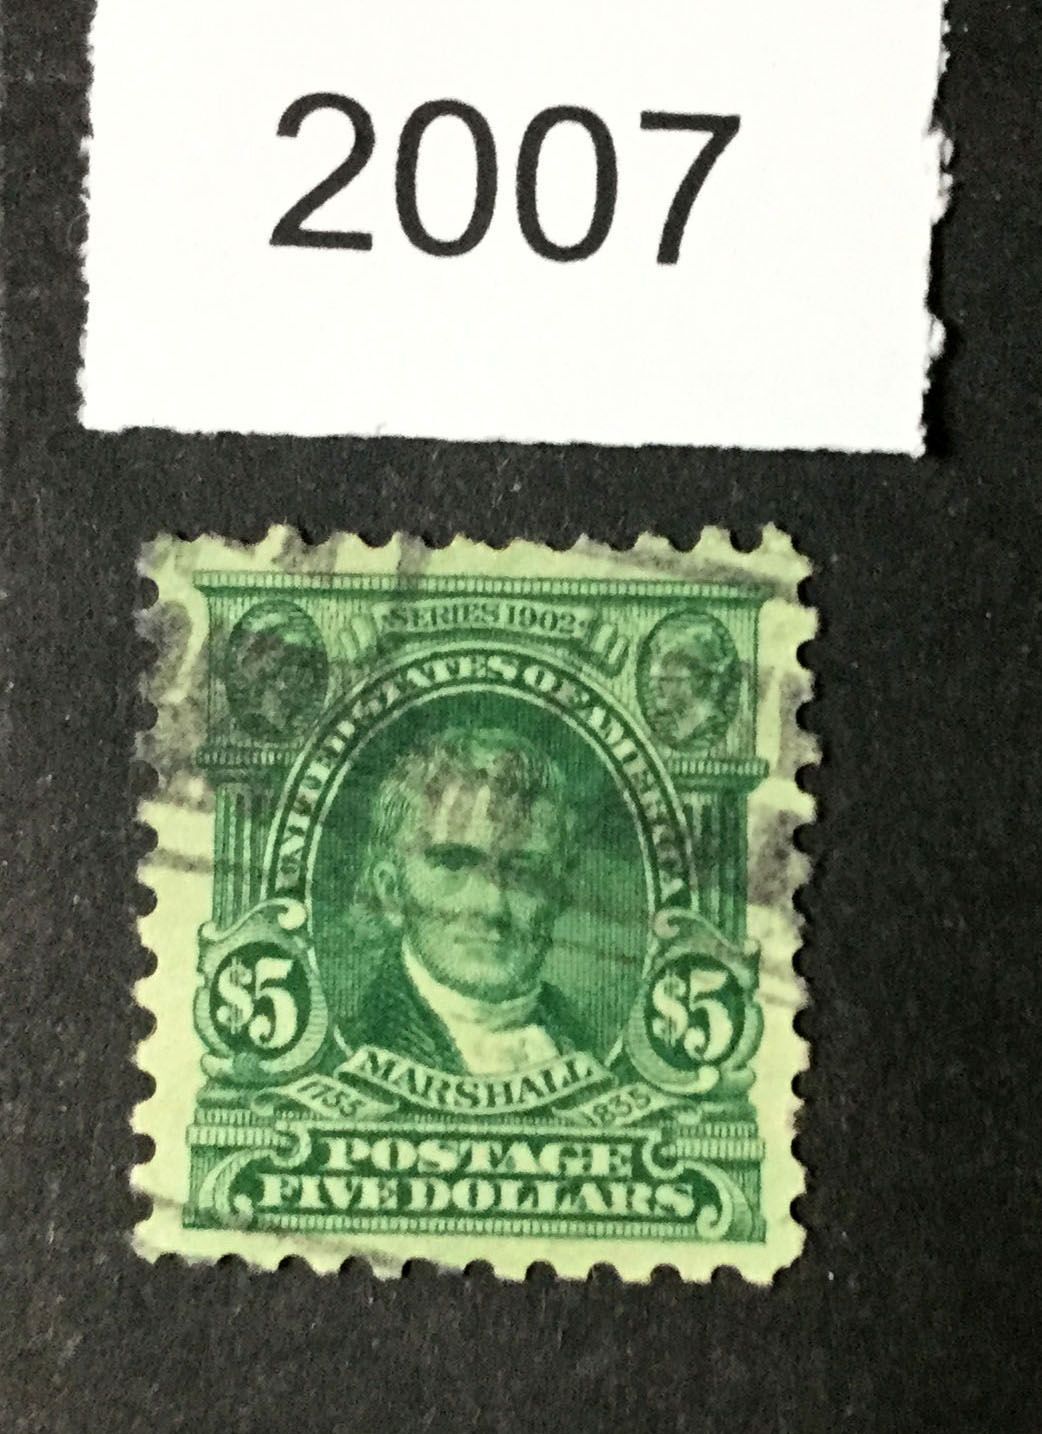 2007
SERIES 1902
UNITED STATES OF AMERICA
$5 $5
MARSHALL
1755 1835
POSTAGE
FIVE DOLLARS